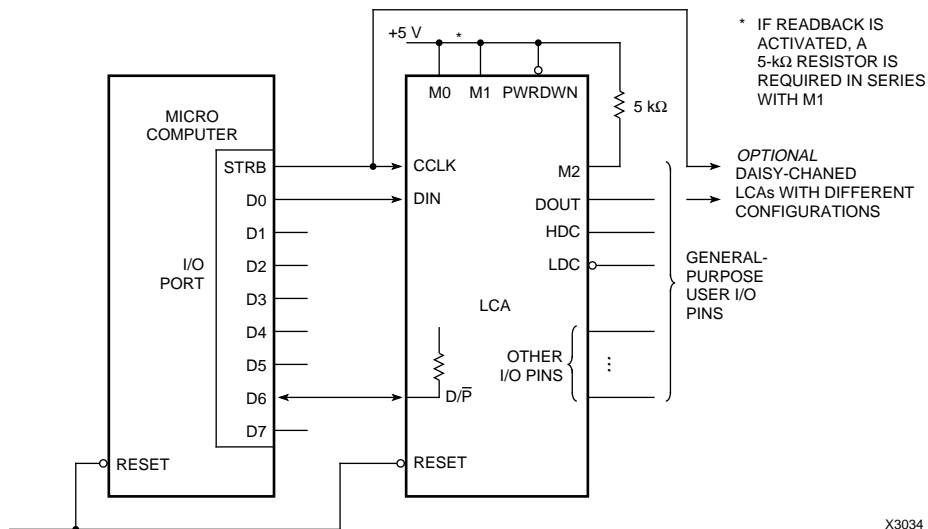 +5 V
*
* IF READBACK IS
ACTIVATED, A
5-kΩ RESISTOR IS
REQUIRED IN SERIES
WITH M1
MICRO
COMPUTER
STRB
D0
D1
D2
D3
D4
D5
D6
D7
I/O
PORT
RESET
M0 M1 PWRDWN
5 kΩ
CCLK
DIN
M2
DOUT
HDC
LDC
LCA
OTHER
I/O PINS
⋮
D/P̅
RESET
OPTIONAL
DAISY-CHANED
LCAs WITH DIFFERENT
CONFIGURATIONS
GENERAL-
PURPOSE
USER I/O
PINS
X3034